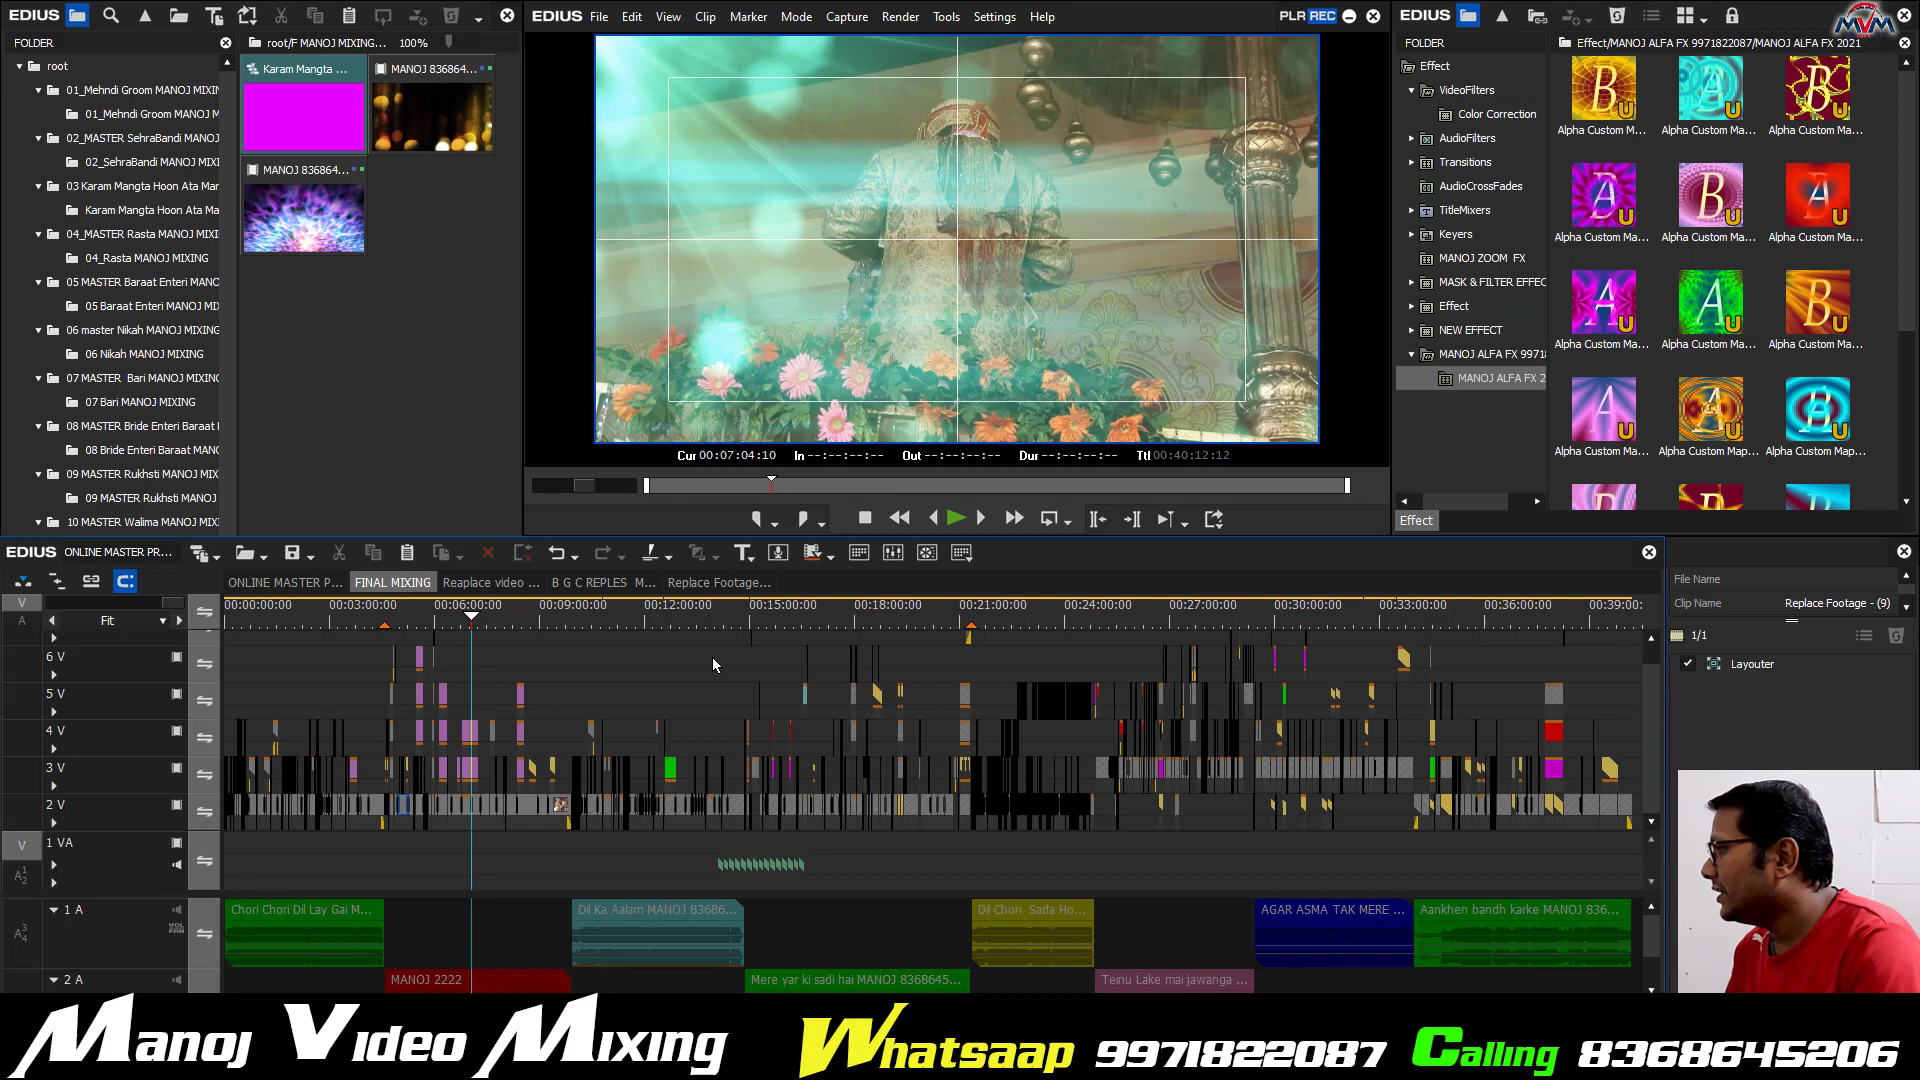 EDIUS
FOLDER
root
01_Mehndi Groom MANOJ MIXIN
01_Mehndi Groom MANOJ M
02_MASTER SehraBandi MANOJ
02_SehraBandi MANOJ MIXI
03 Karam Mangta Hoon Ata Mar
Karam Mangta Hoon Ata Ma
04_MASTER Rasta MANOJ MIXI
04_Rasta MANOJ MIXING
05 MASTER Baraat Enteri MANO
05 Baraat Enteri MANOJ MIX
06 master Nikah MANOJ MIXING
06 Nikah MANOJ MIXING
07 MASTER Bari MANOJ MIXING
07 Bari MANOJ MIXING
08 MASTER Bride Enteri Baraat I
08 Bride Enteri Baraat MANO
09 MASTER Rukhsti MANOJ MIX
09 MASTER Rukhsti MANOJ
10 MASTER Walima MANOJ MIX
root/F MANOJ MIXING... 100%
Karam Mangta ...
MANOJ 836864...
MANOJ 836864...
EDIUS File Edit View Clip Marker Mode Capture Render Tools Settings Help PLR REC
Cur 00:07:04:10 In --:--:--:-- Out --:--:--:-- Dur --:--:--:-- Ttl 00:40:12:12
EDIUS
MVM
FOLDER
Effect
VideoFilters
Color Correction
AudioFilters
Transitions
AudioCrossFades
TitleMixers
Keyers
MANOJ ZOOM FX
MASK & FILTER EFFEC
Effect
NEW EFFECT
MANOJ ALFA FX 9971
MANOJ ALFA FX 2
Effect
Effect/MANOJ ALFA FX 9971822087/MANOJ ALFA FX 2021
Alpha Custom M... Alpha Custom Ma... Alpha Custom Ma...
Alpha Custom Ma... Alpha Custom Ma... Alpha Custom Ma...
Alpha Custom Ma... Alpha Custom Ma... Alpha Custom Ma...
Alpha Custom Ma... Alpha Custom Map... Alpha Custom Map...
EDIUS ONLINE MASTER PR...
ONLINE MASTER P... FINAL MIXING Reaplace video ... B G C REPLES M... Replace Footage...
00:00:00:00 00:03:00:00 00:06:00:00 00:09:00:00 00:12:00:00 00:15:00:00 00:18:00:00 00:21:00:00 00:24:00:00 00:27:00:00 00:30:00:00 00:33:00:00 00:36:00:00 00:39:00:
V
A
Fit
6 V
5 V
4 V
3 V
2 V
V
1 VA
A1 2
1 A
A3 4
VOL PAN
2 A
Chori Chori Dil Lay Gai M...
Dil Ka Aalam MANOJ 83686...
Dil Chori Sada Ho...
AGAR ASMA TAK MERE ...
Aankhen bandh karke MANOJ 836...
MANOJ 2222
Mere yar ki sadi hai MANOJ 8368645...
Teinu Lake mai jawanga ...
File Name
Clip Name Replace Footage - (9)
1/1
Layouter
Manoj Video Mixing Whatsaap 9971822087 Calling 8368645206